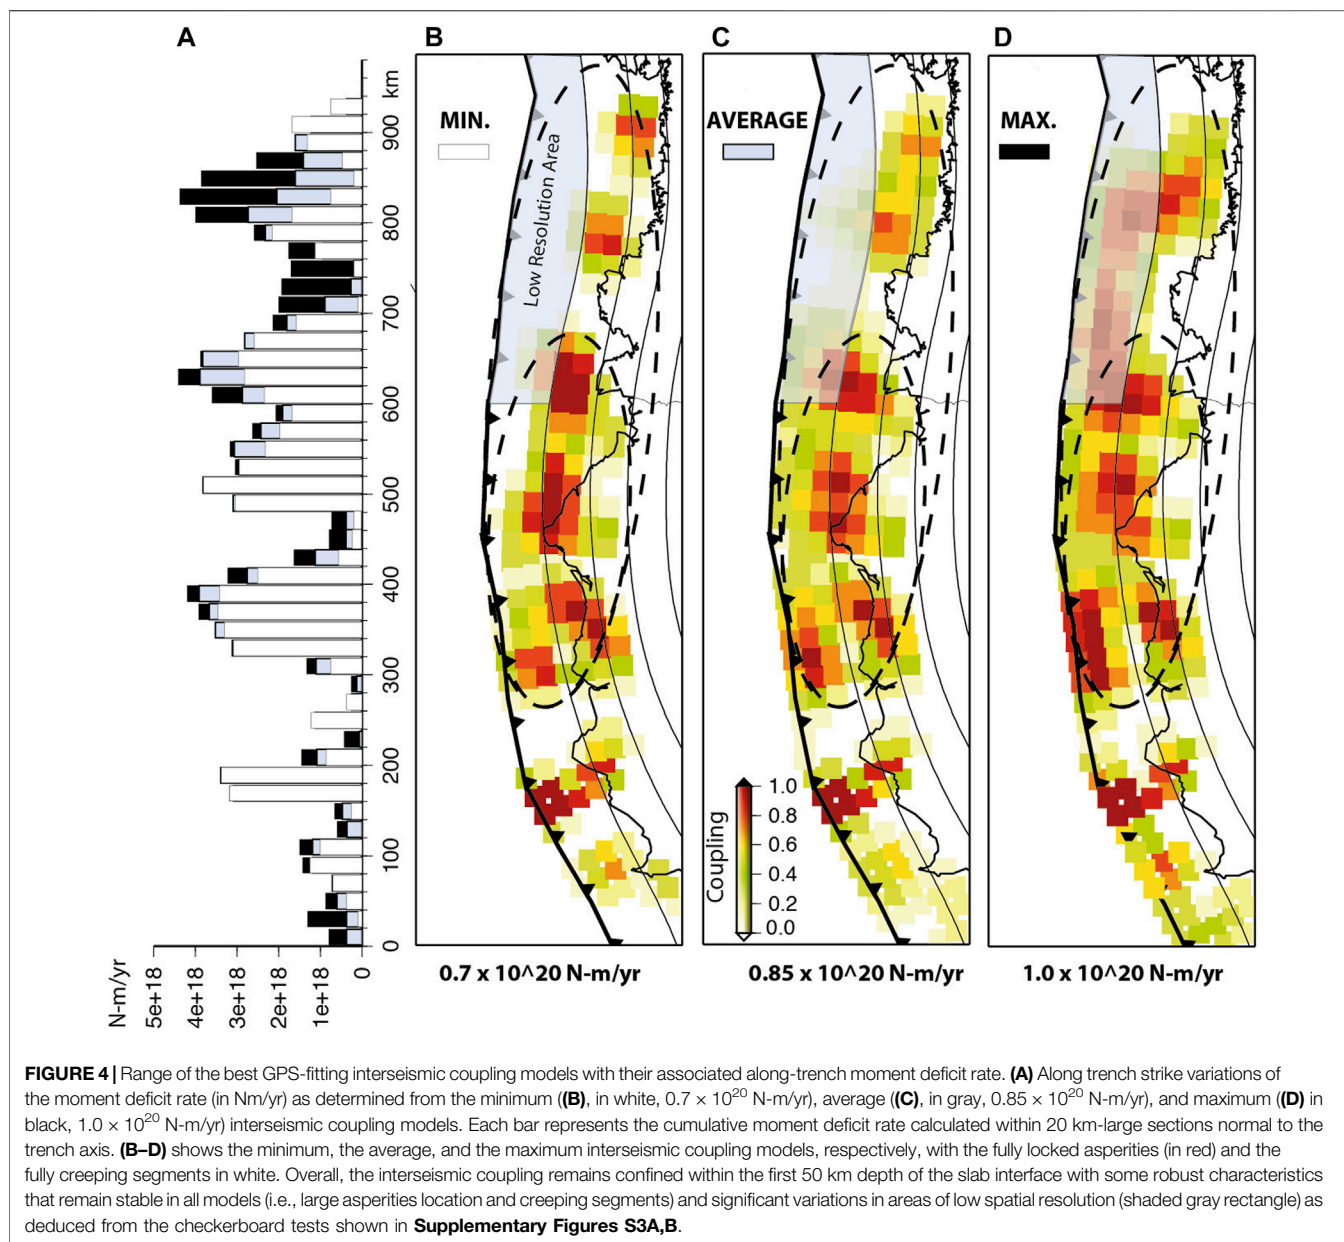 A
B
C
D
km
900
800
700
600
500
400
300
200
100
0
N-m/yr
5e+18
4e+18
3e+18
2e+18
1e+18
0
MIN.
Low Resolution Area
0.7 x 10^20 N-m/yr
AVERAGE
Coupling
1.0
0.8
0.6
0.4
0.2
0.0
0.85 x 10^20 N-m/yr
MAX.
1.0 x 10^20 N-m/yr
FIGURE 4 | Range of the best GPS-fitting interseismic coupling models with their associated along-trench moment deficit rate. (A) Along trench strike variations of
the moment deficit rate (in Nm/yr) as determined from the minimum ((B), in white, 0.7 × 10²⁰ N-m/yr), average ((C), in gray, 0.85 × 10²⁰ N-m/yr), and maximum ((D) in
black, 1.0 × 10²⁰ N-m/yr) interseismic coupling models. Each bar represents the cumulative moment deficit rate calculated within 20 km-large sections normal to the
trench axis. (B–D) shows the minimum, the average, and the maximum interseismic coupling models, respectively, with the fully locked asperities (in red) and the
fully creeping segments in white. Overall, the interseismic coupling remains confined within the first 50 km depth of the slab interface with some robust characteristics
that remain stable in all models (i.e., large asperities location and creeping segments) and significant variations in areas of low spatial resolution (shaded gray rectangle) as
deduced from the checkerboard tests shown in Supplementary Figures S3A,B.